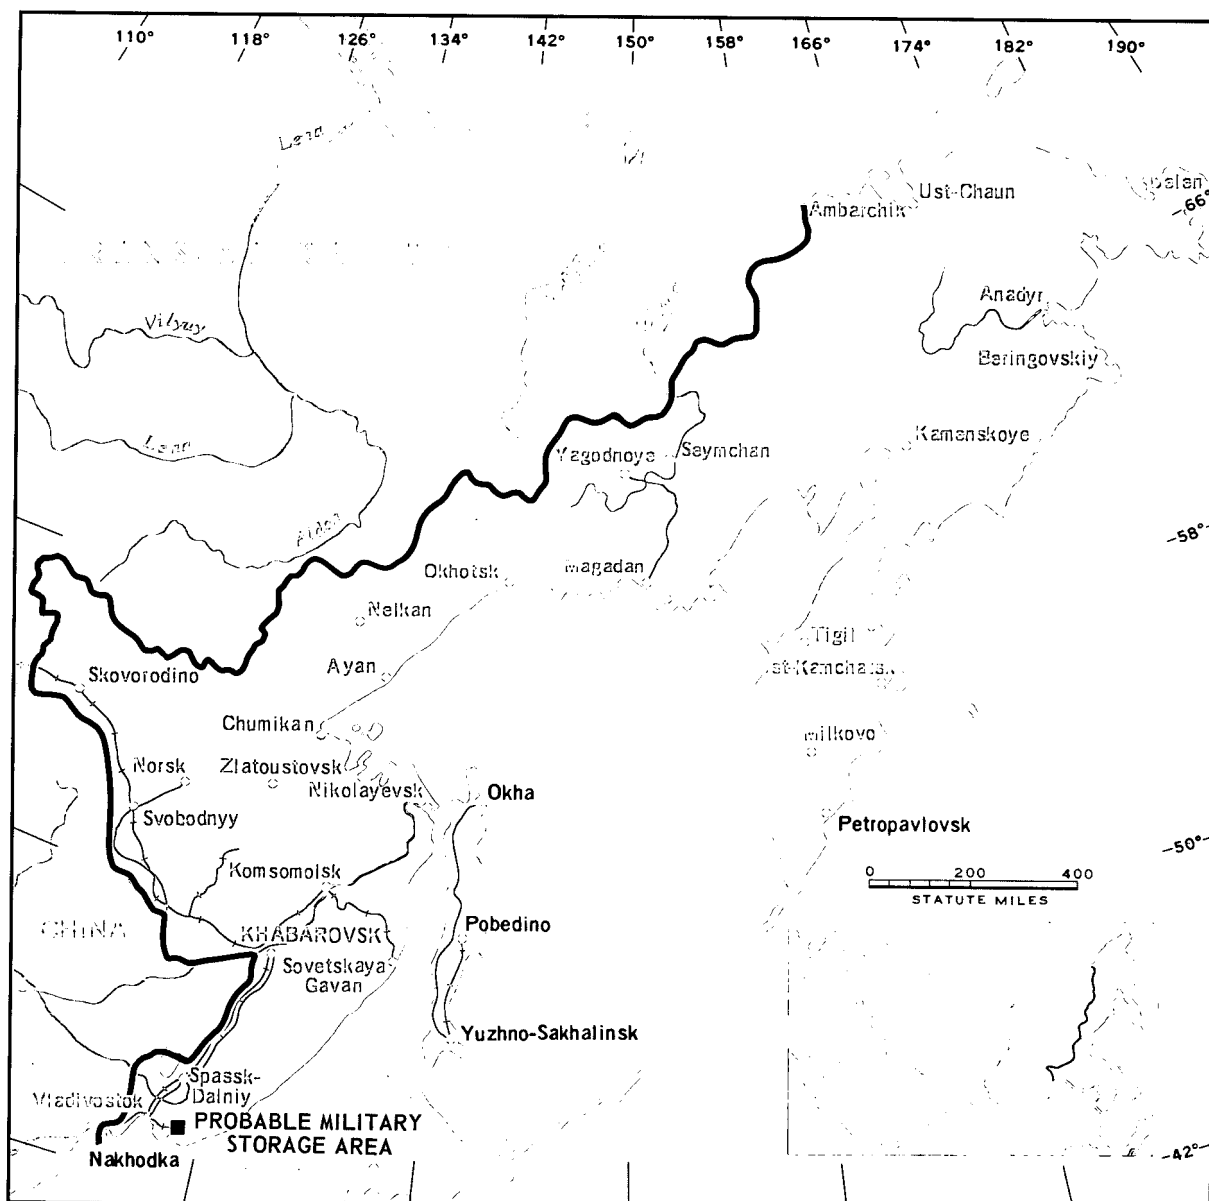 110° 118° 126° 134° 142° 150° 158° 166° 174° 182° 190°
Lena
Ust-Chaun
Ambarchik
-66°
Anadyr
Vilyuy
Beringovskiy
Kamenskoye
Lena
Yagodnoye
Seymchan
Aldan
-58°
Okhotsk
Magadan
Nelkan
Tigil
Ayan
st-Kamchatsk
Skovorodino
Chumikan
Milkovo
Norsk
Zlatoustovsk
Nikolayevsk
Okha
Svobodnyy
Petropavlovsk
-50°
Komsomolsk
0 200 400
STATUTE MILES
CHINA
KHABAROVSK
Pobedino
Sovetskaya
Gavan
Yuzhno-Sakhalinsk
Spassk-
Dalniy
Vladivostok
PROBABLE MILITARY
STORAGE AREA
Nakhodka
-42°